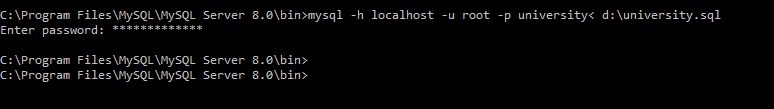 C:\Program Files\MySQL\MySQL Server 8.0\bin>mysql -h localhost -u root -p university< d:\university.sql
Enter password: *************
C:\Program Files\MySQL\MySQL Server 8.0\bin>
C:\Program Files\MySQL\MySQL Server 8.0\bin>